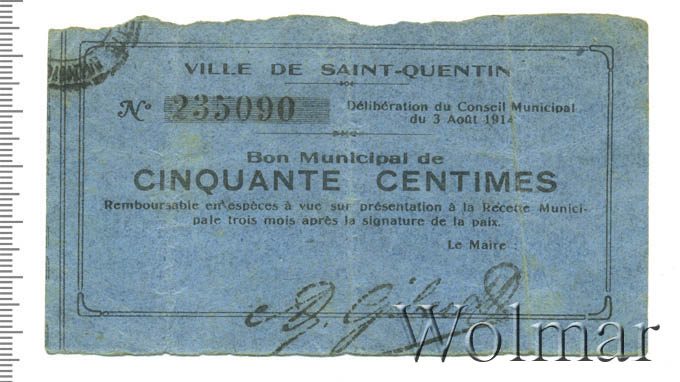 VILLE DE SAINT-QUENTIN
N° 235090
Délibération du Conseil Municipal
du 3 Août 1914
Bon Municipal de
CINQUANTE CENTIMES
Remboursable en espèces à vue sur présentation à la Recette Munici-
pale trois mois après la signature de la paix.
Le Maire :
Wolmar